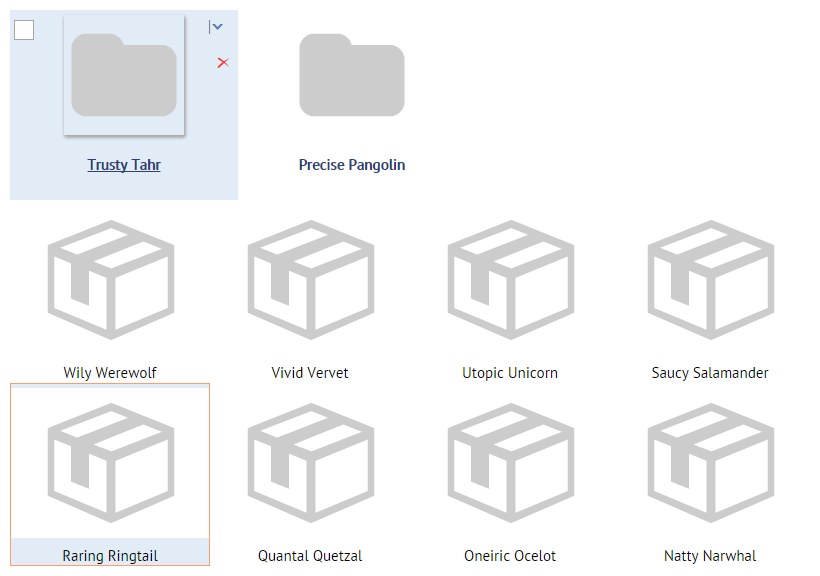 Trusty Tahr
Precise Pangolin
Wily Werewolf
Vivid Vervet
Utopic Unicorn
Saucy Salamander
Raring Ringtail
Quantal Quetzal
Oneiric Ocelot
Natty Narwhal